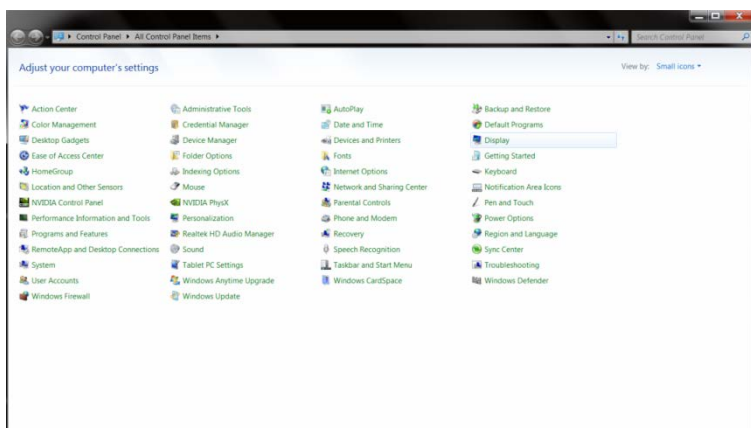 Control Panel ▸ All Control Panel Items ▸ Search Control Panel
Adjust your computer's settings View by: Small icons
Action Center Administrative Tools AutoPlay Backup and Restore
Color Management Credential Manager Date and Time Default Programs
Desktop Gadgets Device Manager Devices and Printers Display
Ease of Access Center Folder Options Fonts Getting Started
HomeGroup Indexing Options Internet Options Keyboard
Location and Other Sensors Mouse Network and Sharing Center Notification Area Icons
NVIDIA Control Panel NVIDIA PhysX Parental Controls Pen and Touch
Performance Information and Tools Personalization Phone and Modem Power Options
Programs and Features Realtek HD Audio Manager Recovery Region and Language
RemoteApp and Desktop Connections Sound Speech Recognition Sync Center
System Tablet PC Settings Taskbar and Start Menu Troubleshooting
User Accounts Windows Anytime Upgrade Windows CardSpace Windows Defender
Windows Firewall Windows Update